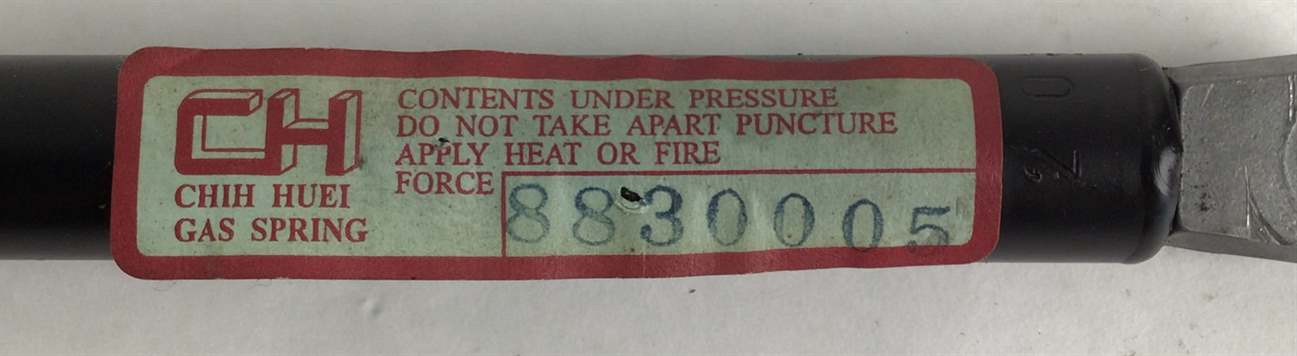 CH
CHIH HUEI
GAS SPRING
CONTENTS UNDER PRESSURE
DO NOT TAKE APART PUNCTURE
APPLY HEAT OR FIRE
FORCE 8830005